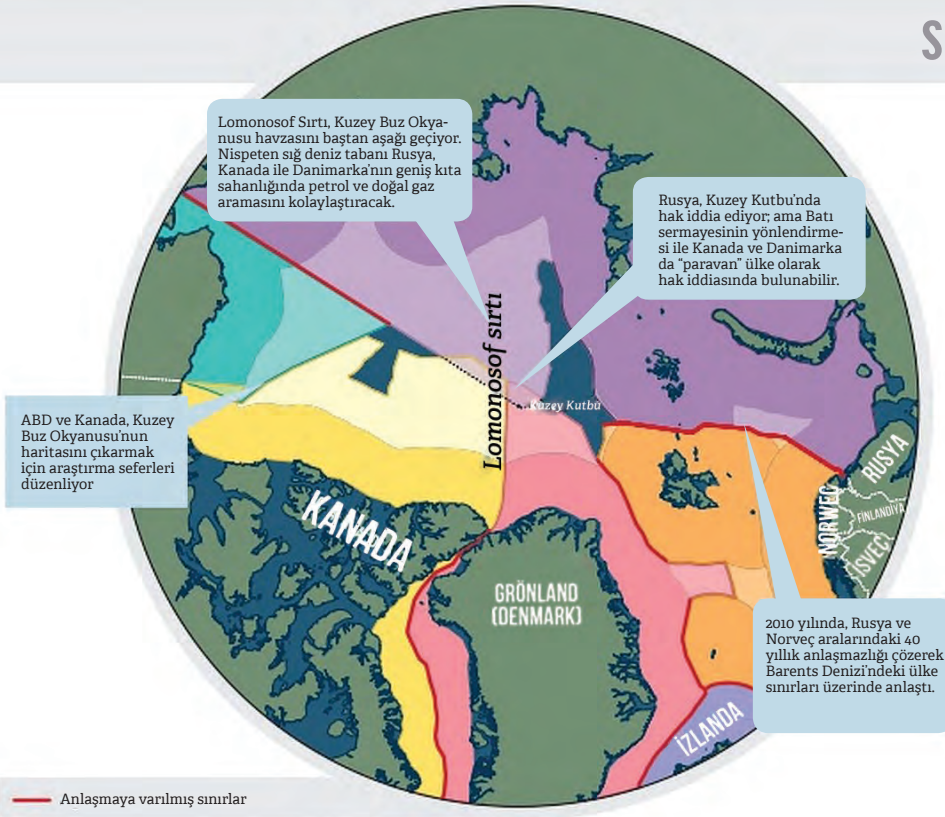 S
Lomonosof Sırtı, Kuzey Buz Okya-
nusu havzasını baştan aşağı geçiyor.
Nispeten sığ deniz tabanı Rusya,
Kanada ile Danimarka'nın geniş kıta
sahanlığında petrol ve doğal gaz
aramasını kolaylaştıracak.
Rusya, Kuzey Kutbu'nda
hak iddia ediyor; ama Batı
sermayesinin yönlendirme-
si ile Kanada ve Danimarka
da "paravan" ülke olarak
hak iddiasında bulunabilir.
Lomonosof sırtı
Kuzey Kutbu
ABD ve Kanada, Kuzey
Buz Okyanusu'nun
haritasını çıkarmak
için araştırma seferleri
düzenliyor
KANADA
GRÖNLAND
(DENMARK)
NORWEÇ
RUSYA
FİNLANDİYA
İSVEÇ
2010 yılında, Rusya ve
Norveç aralarındaki 40
yıllık anlaşmazlığı çözerek
Barents Denizi'ndeki ülke
sınırları üzerinde anlaştı.
İZLANDA
Anlaşmaya varılmış sınırlar